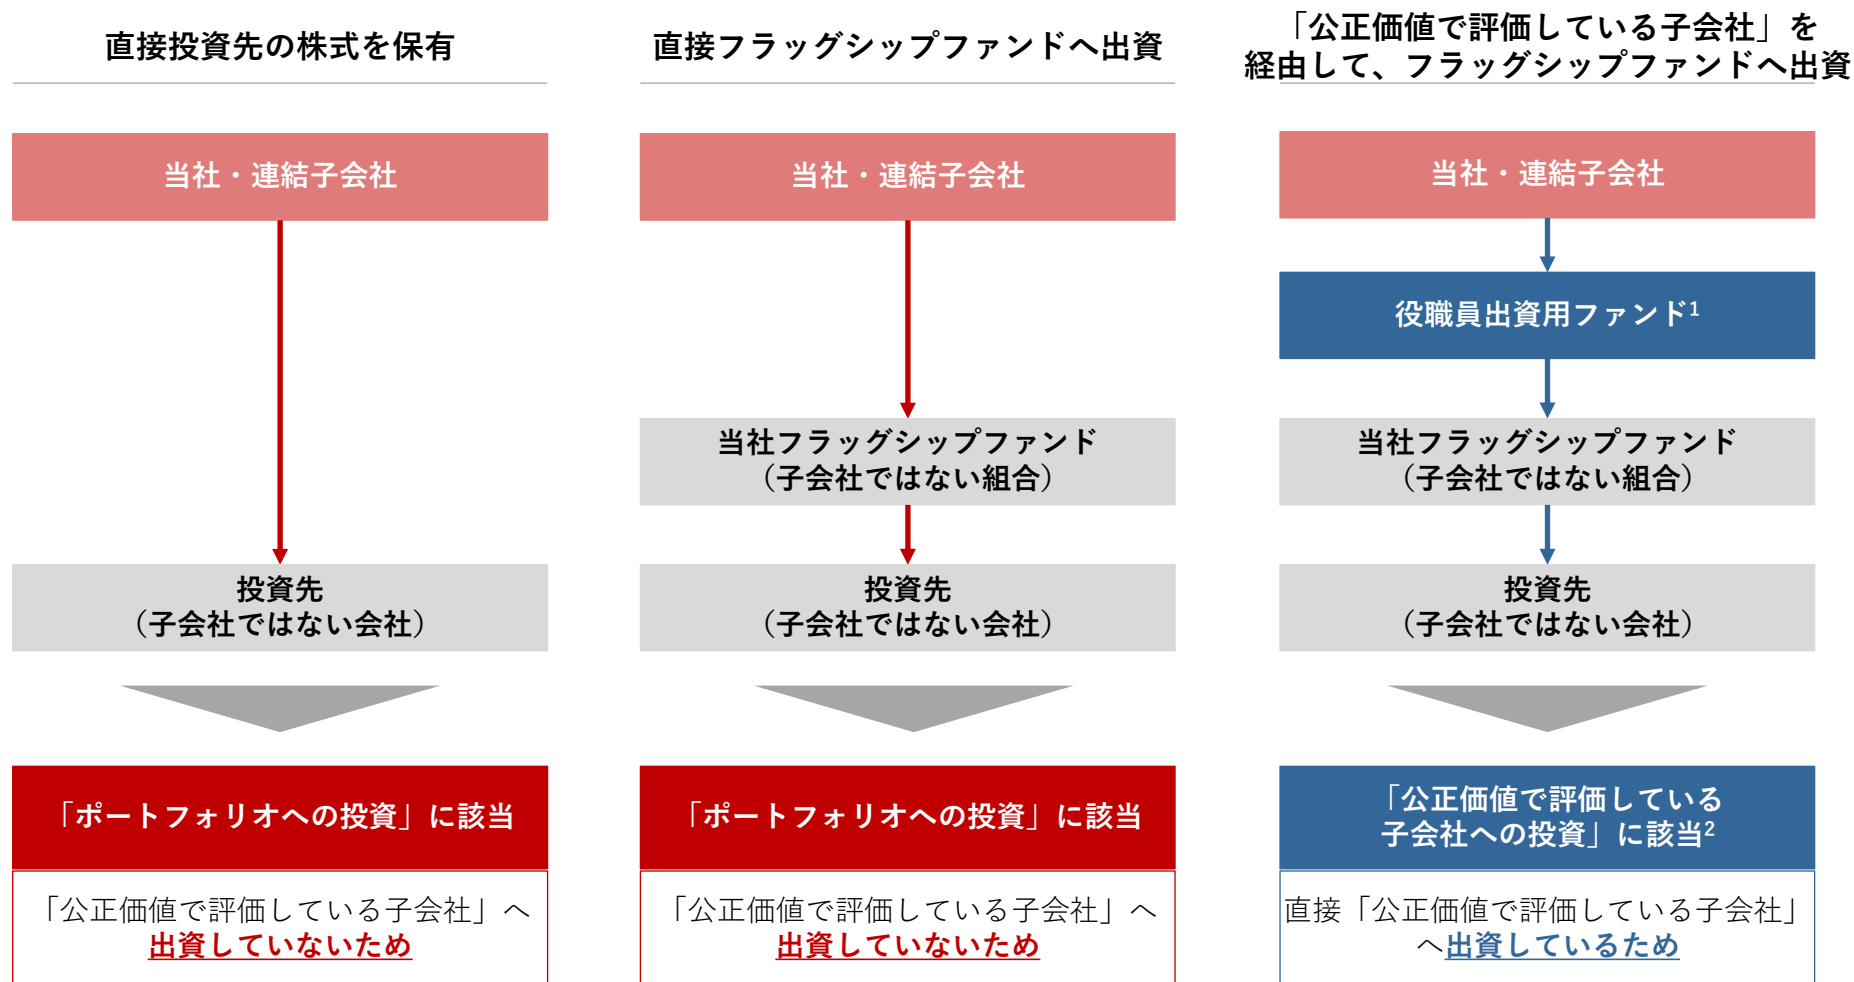 直接投資先の株式を保有
当社・連結子会社
投資先
（子会社ではない会社）
「ポートフォリオへの投資」に該当
「公正価値で評価している子会社」へ
出資していないため
直接フラッグシップファンドへ出資
当社・連結子会社
当社フラッグシップファンド
（子会社ではない組合）
投資先
（子会社ではない会社）
「ポートフォリオへの投資」に該当
「公正価値で評価している子会社」へ
出資していないため
「公正価値で評価している子会社」を
経由して、フラッグシップファンドへ出資
当社・連結子会社
役職員出資用ファンド¹
当社フラッグシップファンド
（子会社ではない組合）
投資先
（子会社ではない会社）
「公正価値で評価している
子会社への投資」に該当²
直接「公正価値で評価している子会社」
へ出資しているため